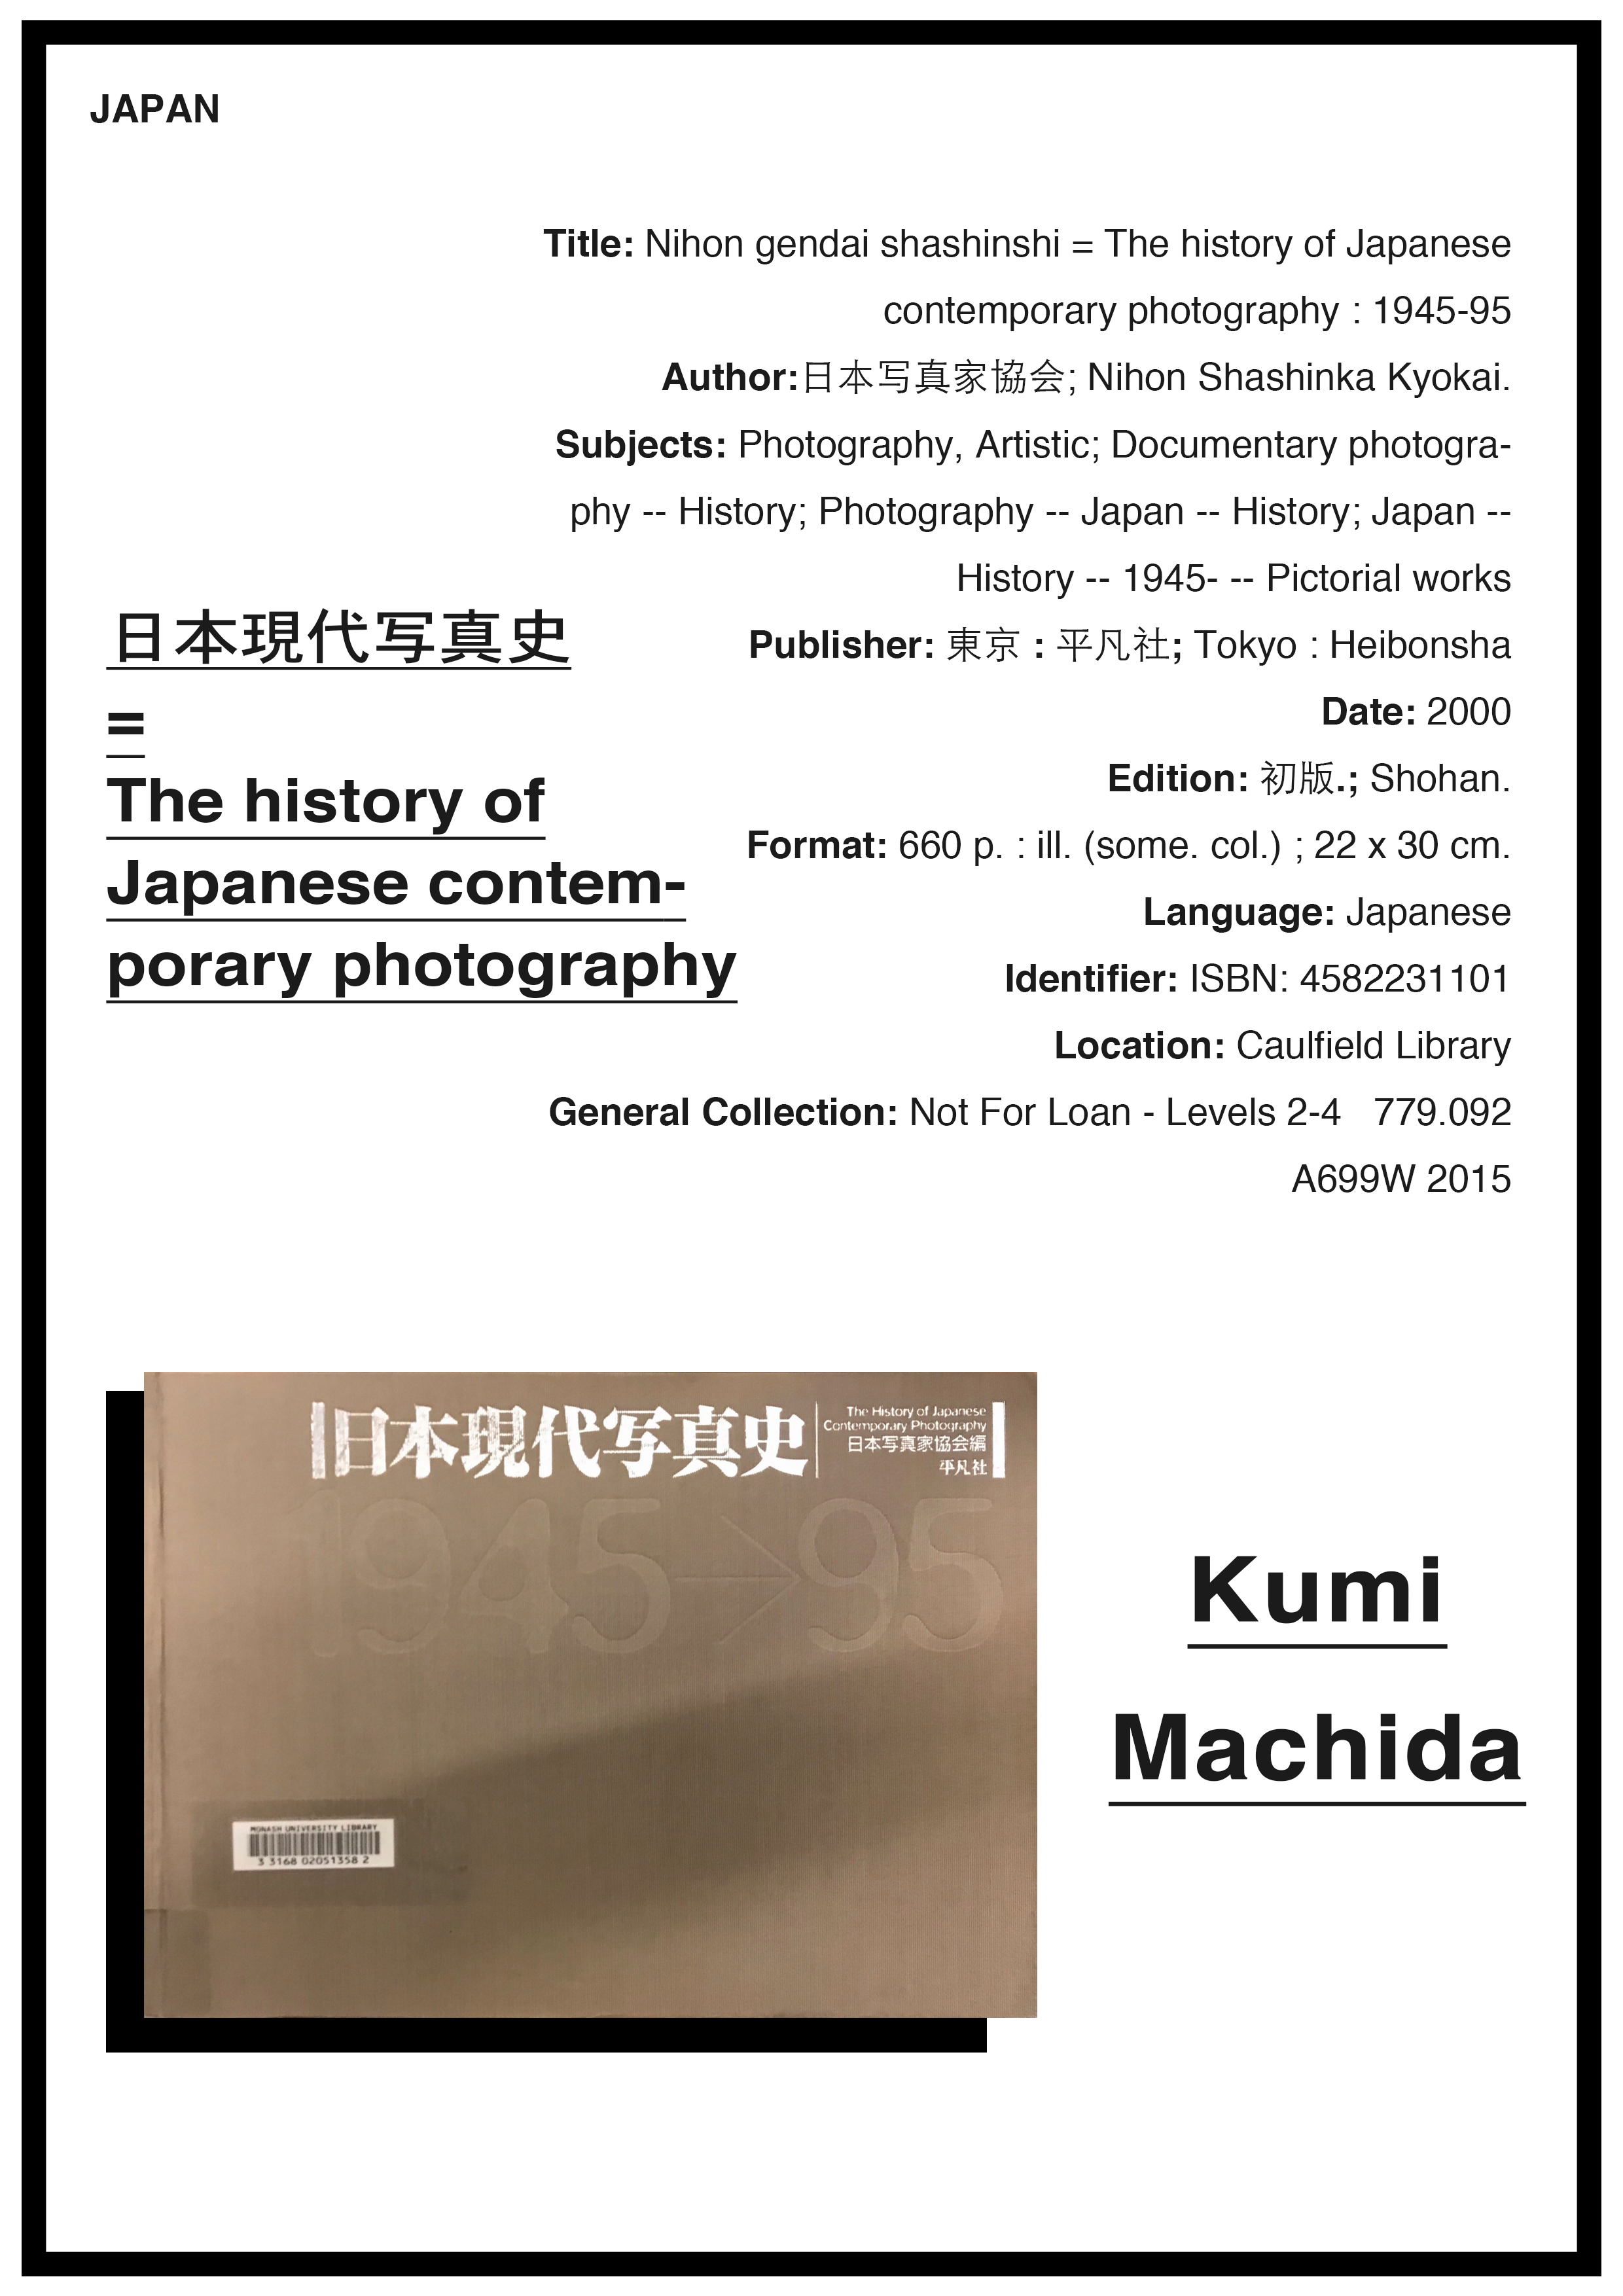 JAPAN
Title: Nihon gendai shashinshi = The history of Japanese
contemporary photography : 1945-95
Author:日本写真家協会; Nihon Shashinka Kyokai.
Subjects: Photography, Artistic; Documentary photogra-
phy -- History; Photography -- Japan -- History; Japan --
History -- 1945- -- Pictorial works
Publisher: 東京 : 平凡社; Tokyo : Heibonsha
Date: 2000
Edition: 初版.; Shohan.
Format: 660 p. : ill. (some. col.) ; 22 x 30 cm.
Language: Japanese
Identifier: ISBN: 4582231101
Location: Caulfield Library
General Collection: Not For Loan - Levels 2-4   779.092
A699W 2015
日本現代写真史
=
The history of
Japanese contem-
porary photography
日本現代写真史
The History of Japanese
Contemporary Photography
日本写真家協会編
平凡社
1945→95
MONASH UNIVERSITY LIBRARY
3 3168 02051358 2
Kumi
Machida